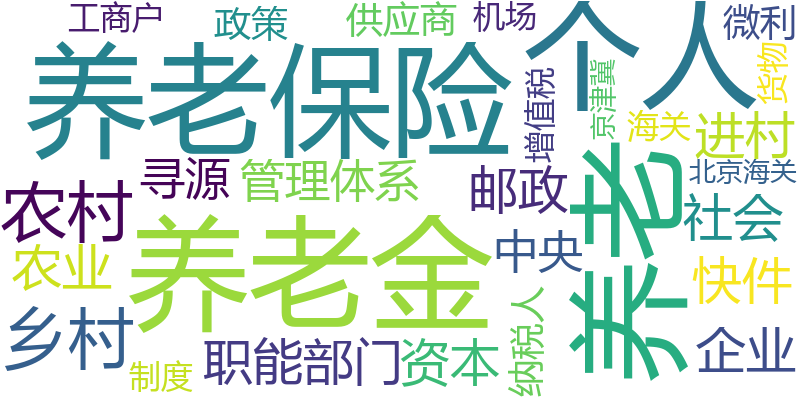 工商户
政策
供应商
机场
个人
微利
养老保险
增值税
京津冀
货物
海关
进村
寻源
管理体系
邮政
养老
北京海关
农村
社会
养老金
中央
农业
快件
乡村
职能部门
资本
纳税人
企业
制度